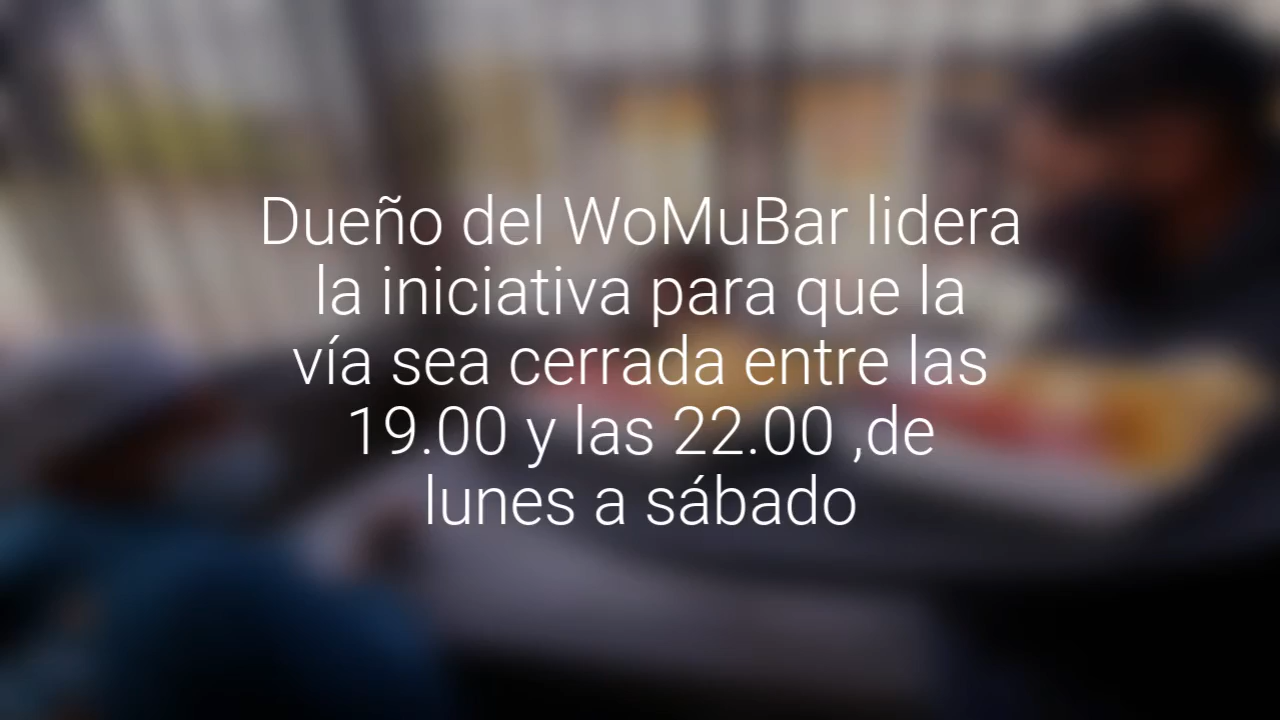 Dueño del WoMuBar lidera
la iniciativa para que la
vía sea cerrada entre las
19.00 y las 22.00 ,de
lunes a sábado